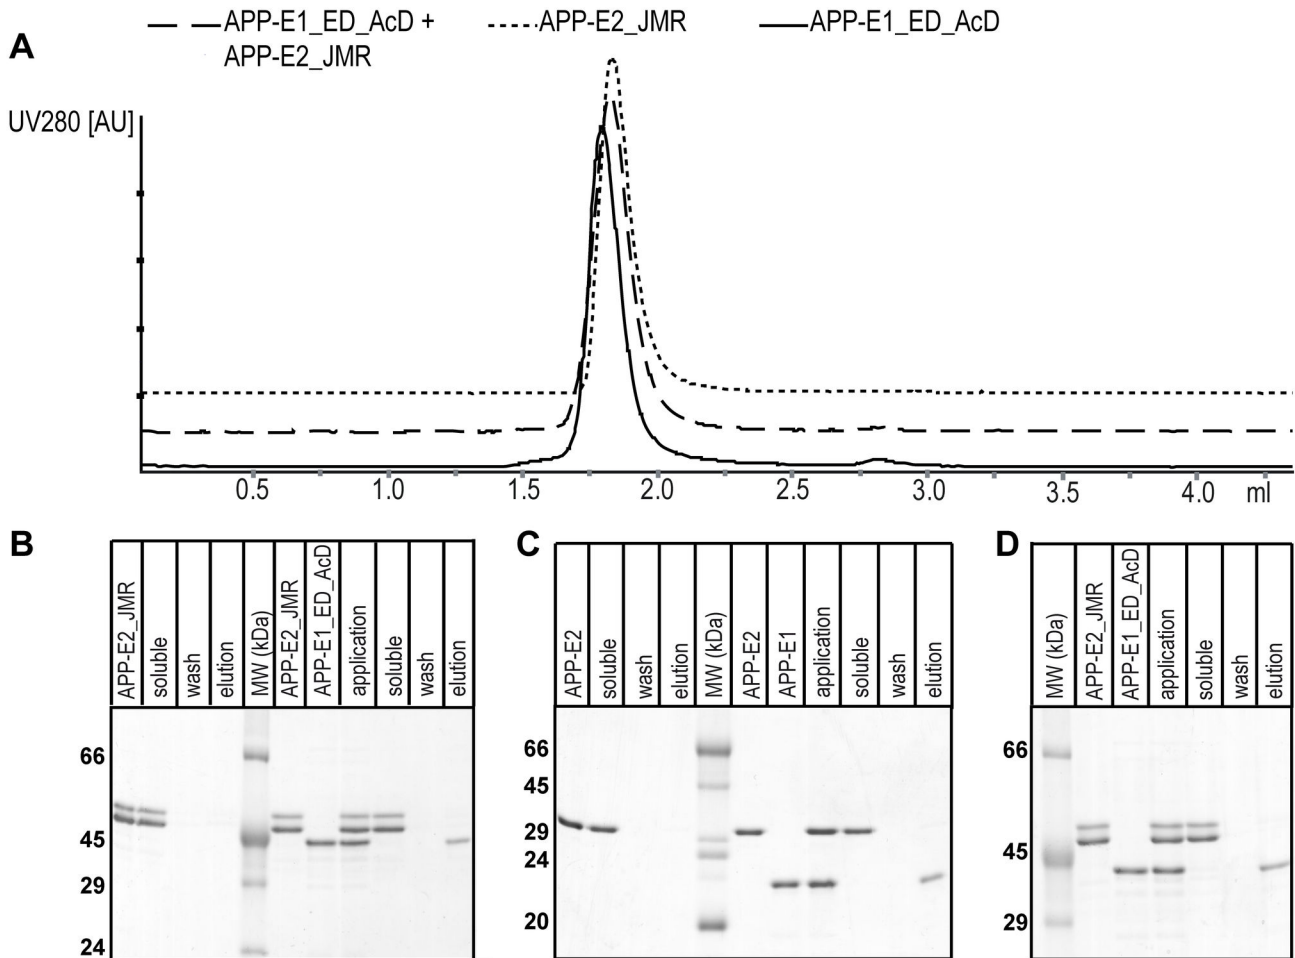 APP-E1_ED_AcD +
APP-E2_JMR
APP-E2_JMR
APP-E1_ED_AcD
A
UV280 [AU]
0.5 1.0 1.5 2.0 2.5 3.0 3.5 4.0 ml
B
APP-E2_JMR
soluble
wash
elution
MW (kDa)
APP-E2_JMR
APP-E1_ED_AcD
application
soluble
wash
elution
66
45
29
24
C
APP-E2
soluble
wash
elution
MW (kDa)
APP-E2
APP-E1
application
soluble
wash
elution
66
45
29
24
20
D
MW (kDa)
APP-E2_JMR
APP-E1_ED_AcD
application
soluble
wash
elution
66
45
29